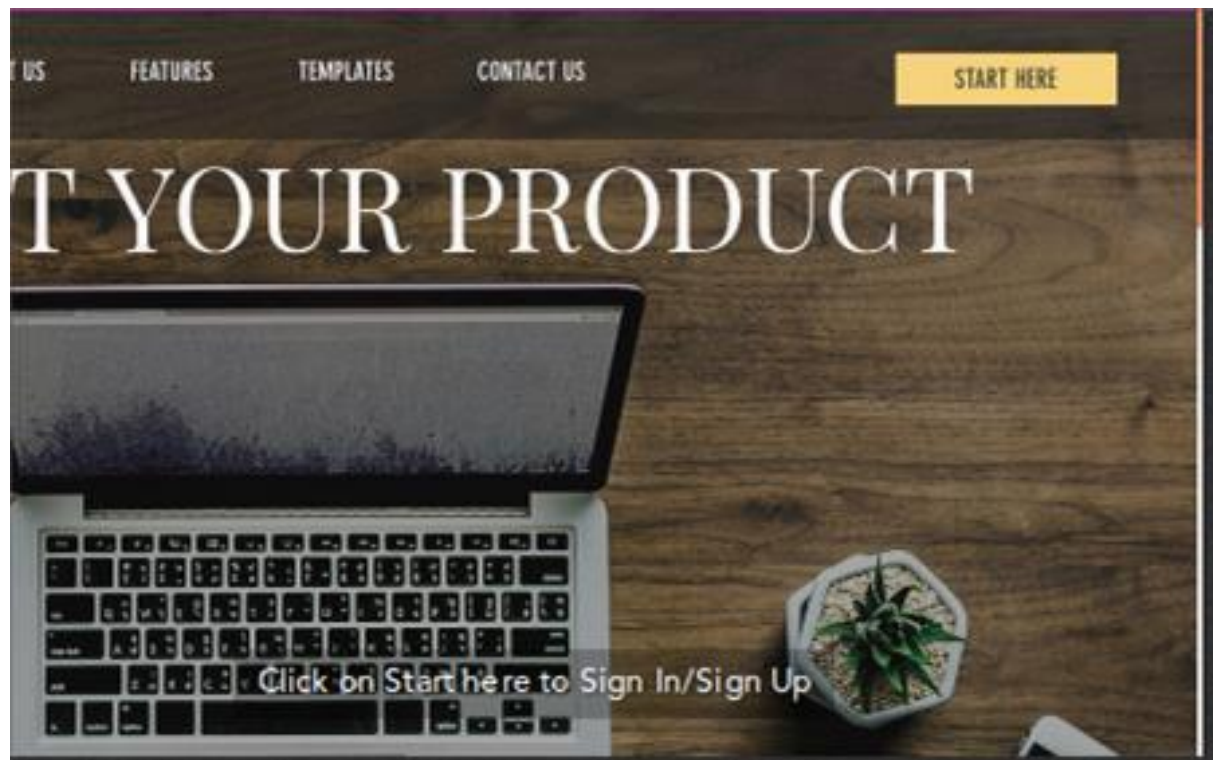 T US FEATURES TEMPLATES CONTACT US START HERE
T YOUR PRODUCT
Click on Start here to Sign In/Sign Up